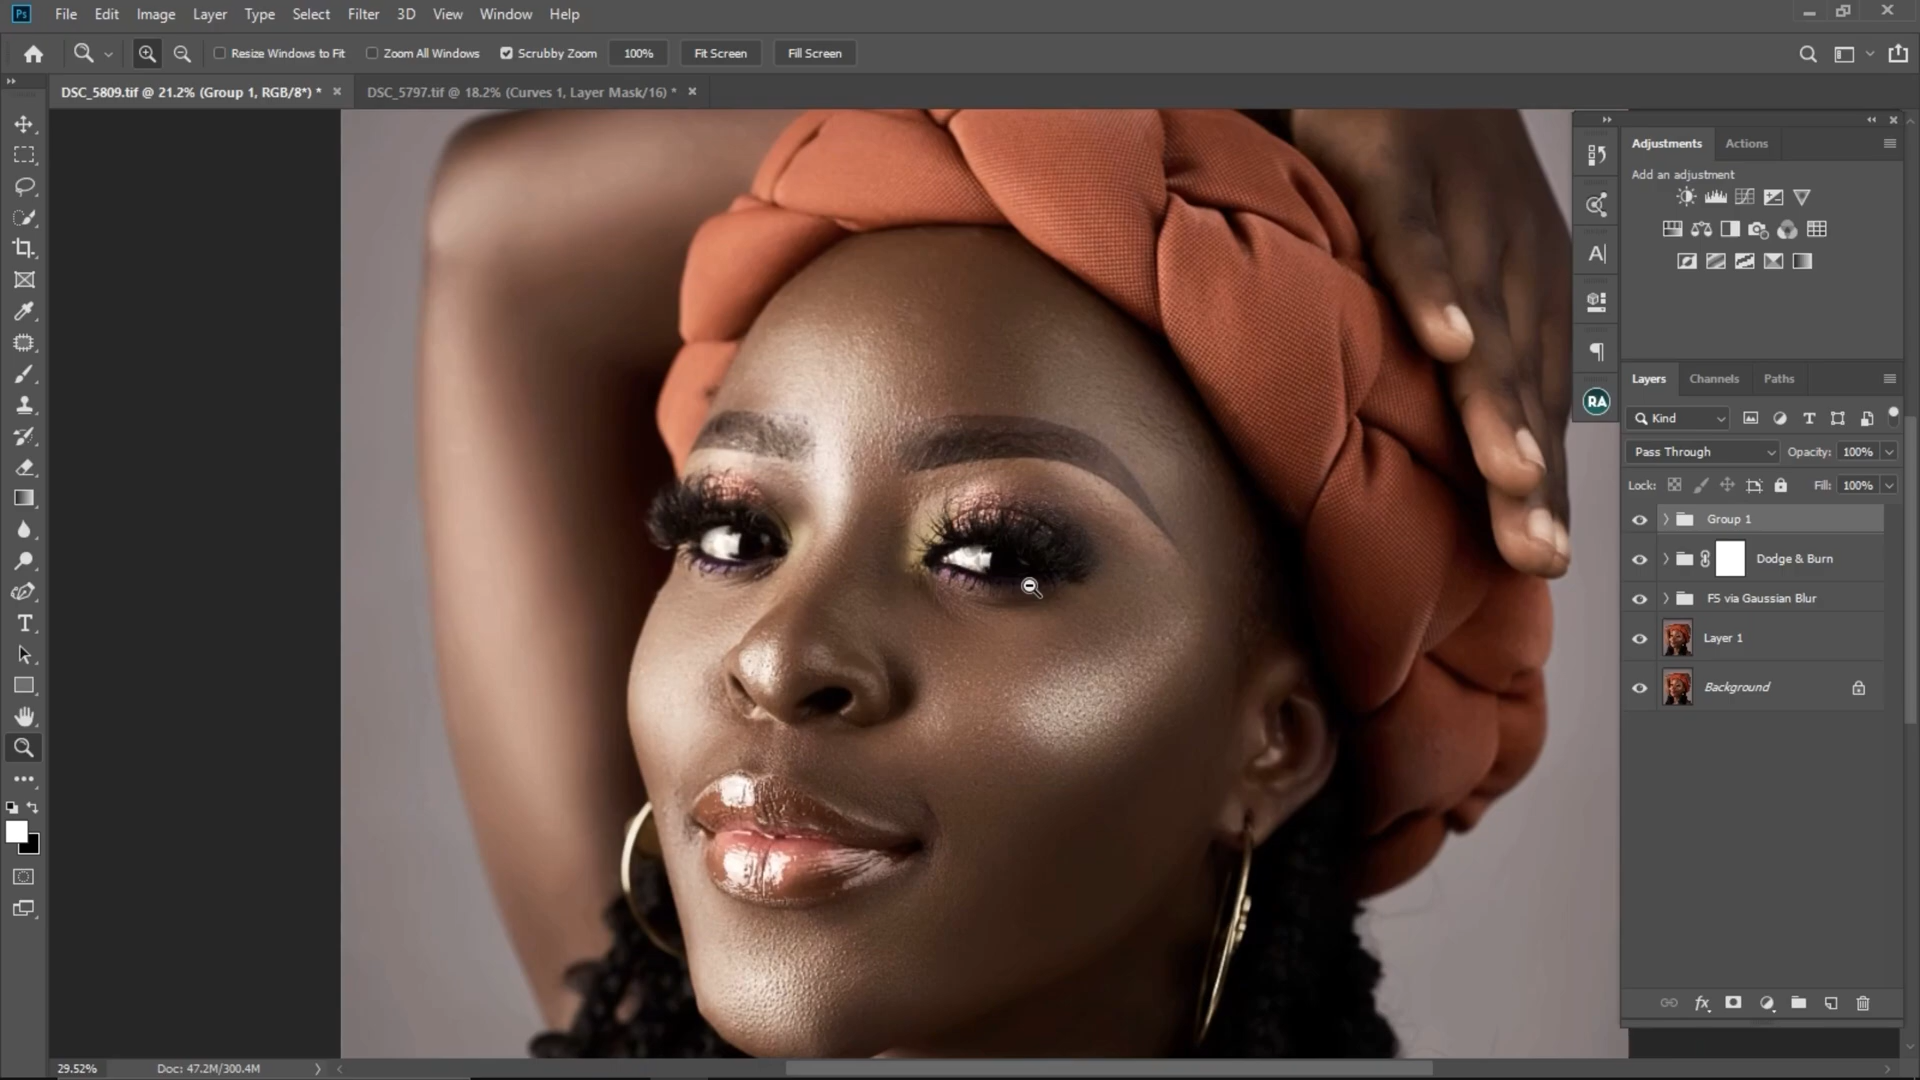 Ps File Edit Image Layer Type Select Filter 3D View Window Help
Resize Windows to Fit Zoom All Windows Scrubby Zoom 100% Fit Screen Fill Screen
DSC_5809.tif @ 21.2% (Group 1, RGB/8*) * DSC_5797.tif @ 18.2% (Curves 1, Layer Mask/16) *
Adjustments Actions
Add an adjustment
RA
Layers Channels Paths
Kind
Pass Through Opacity: 100%
Lock: Fill: 100%
Group 1
Dodge & Burn
FS via Gaussian Blur
Layer 1
Background
fx
29.52% Doc: 47.2M/300.4M